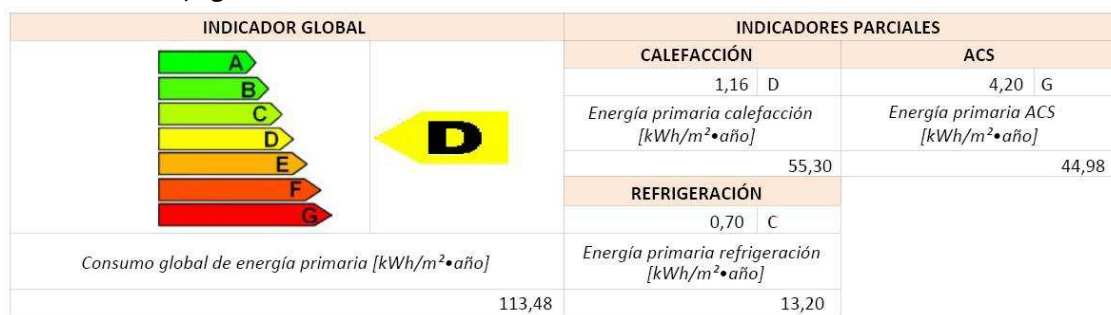 INDICADOR GLOBAL
INDICADORES PARCIALES
A
B
C
D
E
F
G
D
CALEFACCIÓN
ACS
1,16 D
4,20 G
Energía primaria calefacción
[kWh/m²•año]
Energía primaria ACS
[kWh/m²•año]
55,30
44,98
REFRIGERACIÓN
0,70 C
Consumo global de energía primaria [kWh/m²•año]
Energía primaria refrigeración
[kWh/m²•año]
113,48
13,20